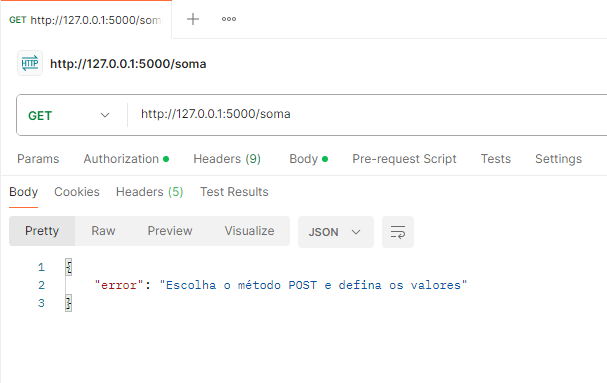 GET http://127.0.0.1:5000/som
HTTP http://127.0.0.1:5000/soma
GET http://127.0.0.1:5000/soma
Params Authorization Headers (9) Body Pre-request Script Tests Settings
Body Cookies Headers (5) Test Results
Pretty Raw Preview Visualize JSON
1 {
2 "error": "Escolha o método POST e defina os valores"
3 }